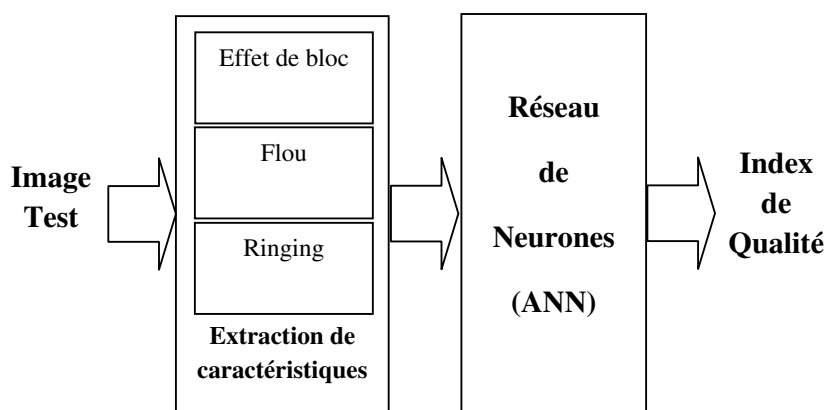 Image
Test
Effet de bloc
Flou
Ringing
Extraction de
caractéristiques
Réseau
de
Neurones
(ANN)
Index
de
Qualité